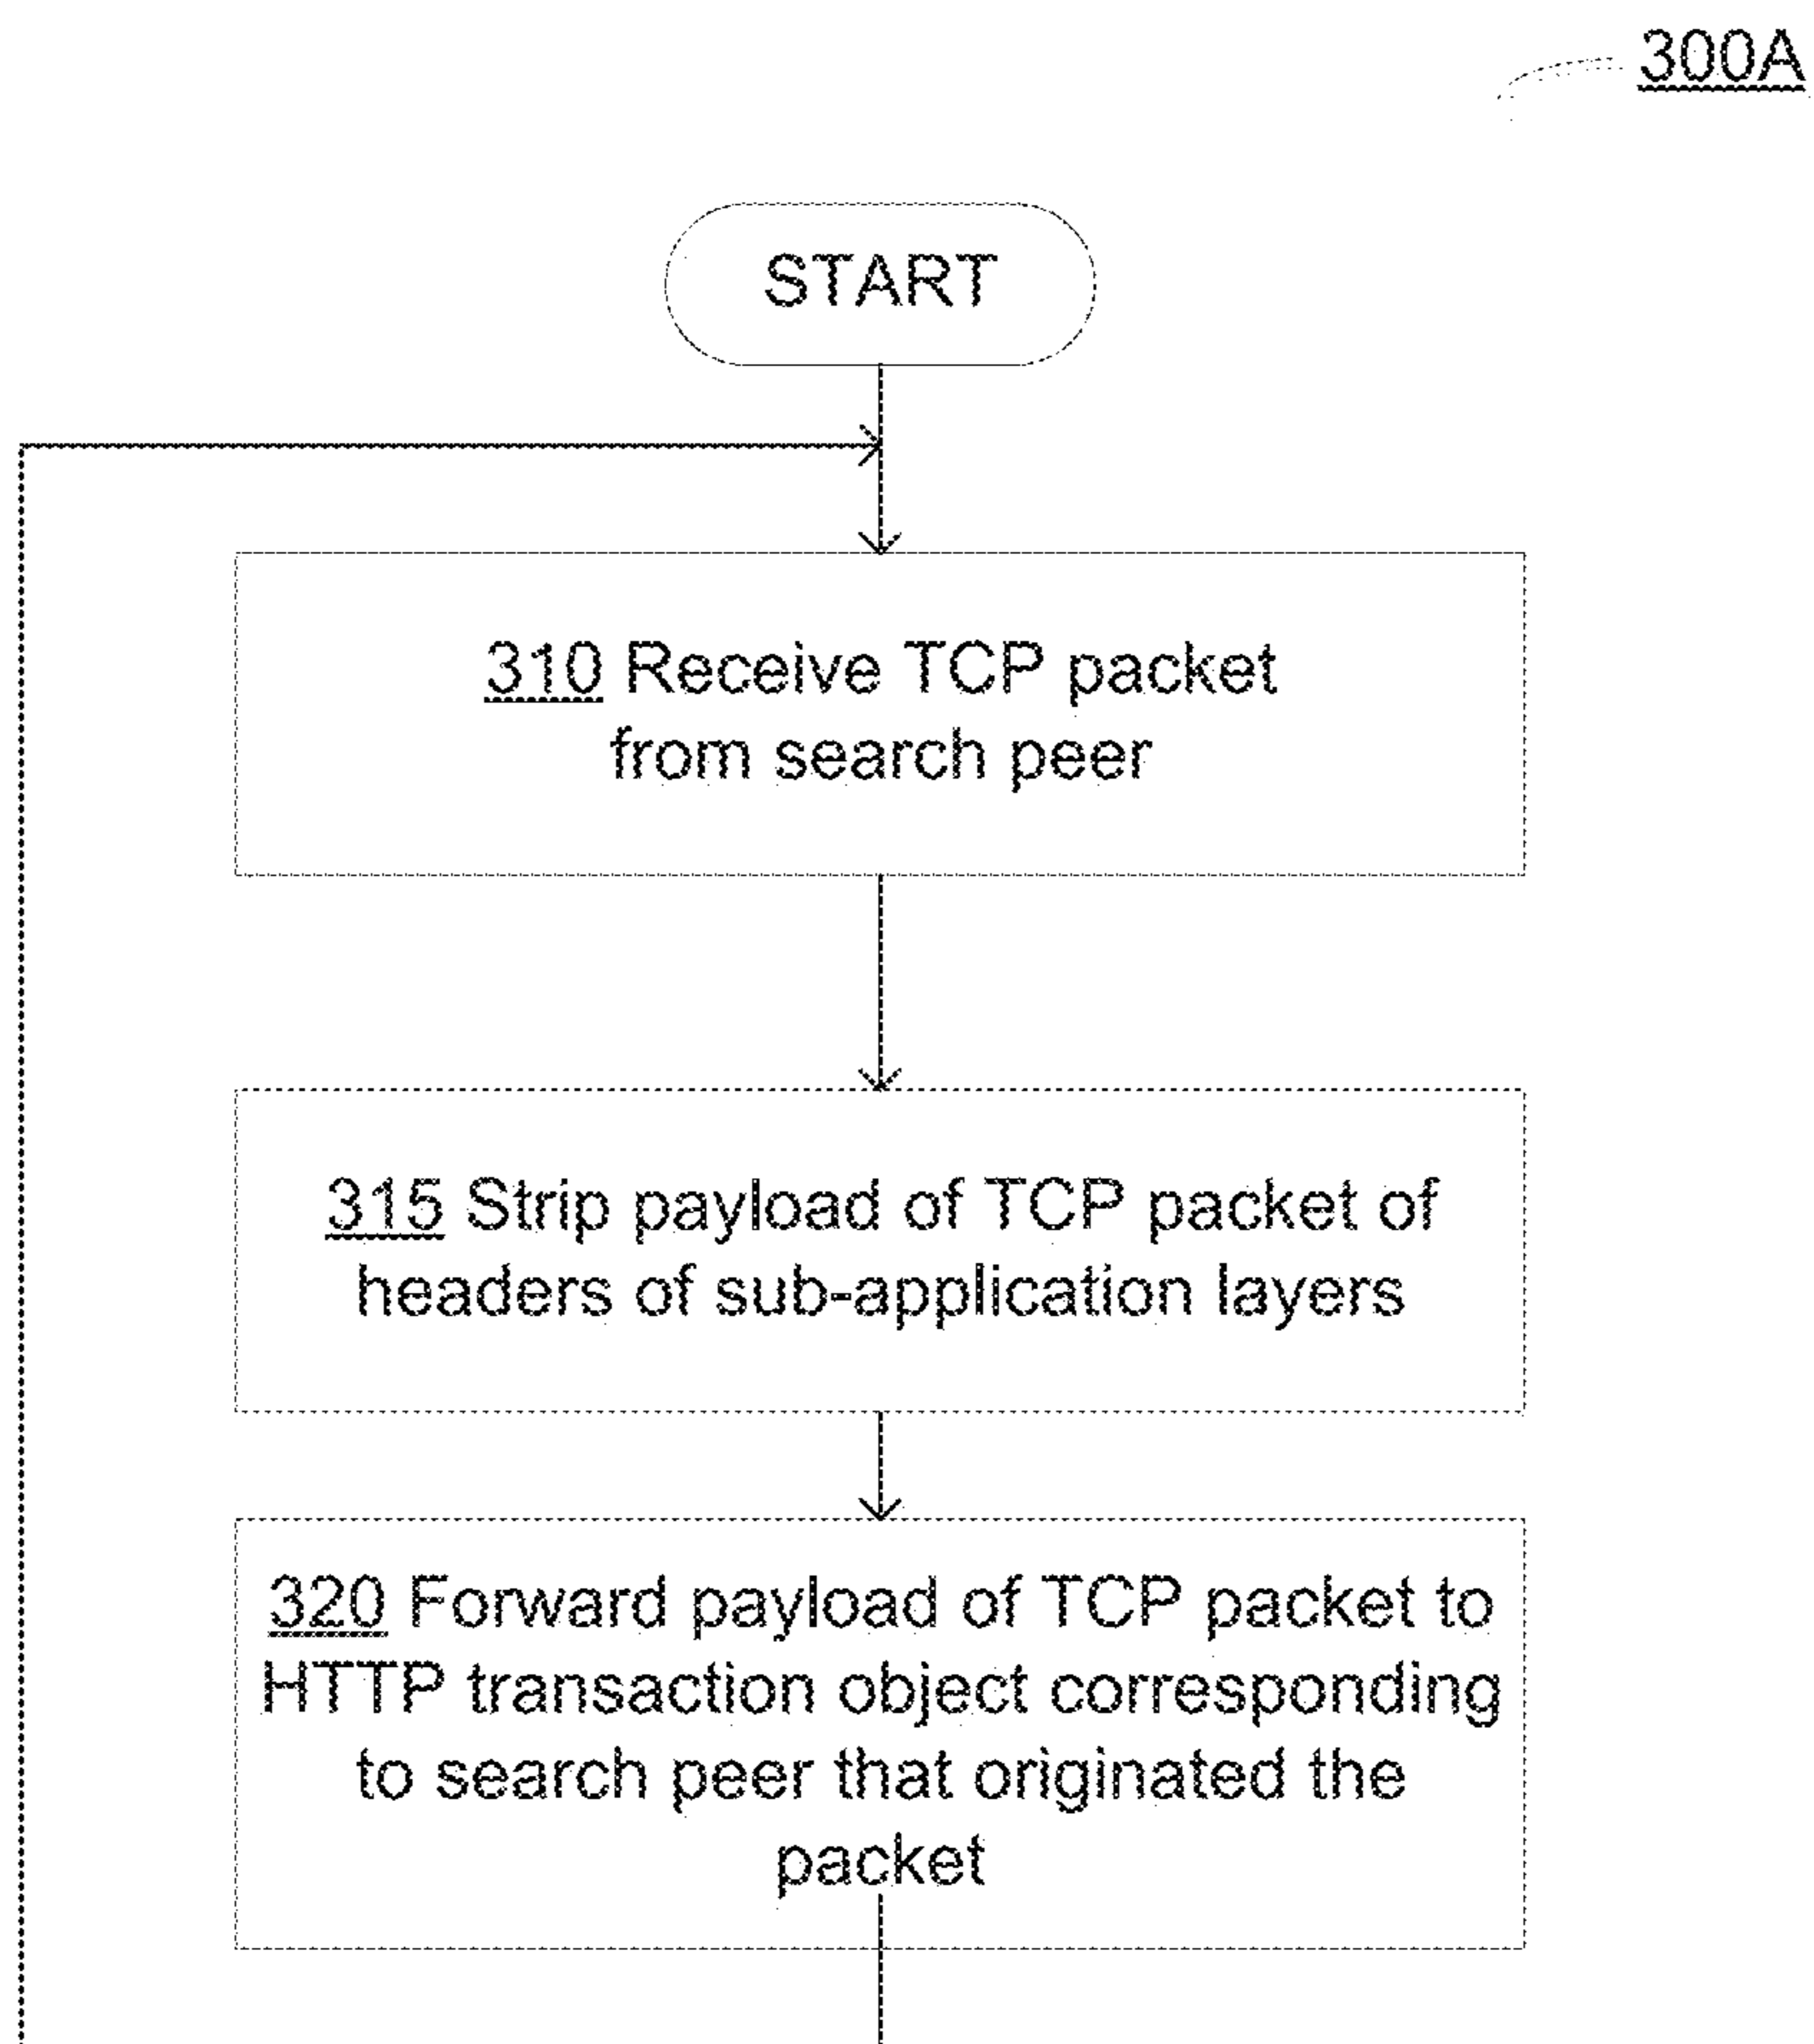 300A
START
310 Receive TCP packet
from search peer
315 Strip payload of TCP packet of
headers of sub-application layers
320 Forward payload of TCP packet to
HTTP transaction object corresponding
to search peer that originated the
packet